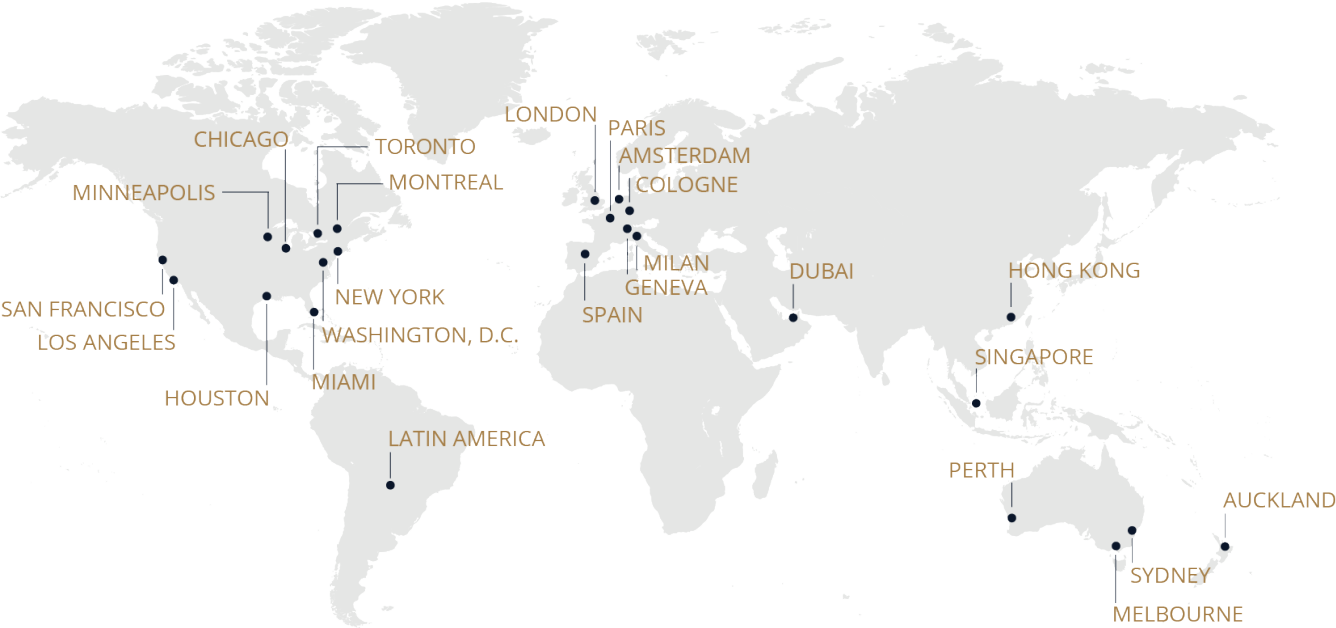 LONDON
PARIS
CHICAGO
TORONTO
AMSTERDAM
MONTREAL
COLOGNE
MINNEAPOLIS
MILAN
DUBAI
HONG KONG
GENEVA
NEW YORK
SAN FRANCISCO
SPAIN
WASHINGTON, D.C.
LOS ANGELES
SINGAPORE
MIAMI
HOUSTON
LATIN AMERICA
PERTH
AUCKLAND
SYDNEY
MELBOURNE